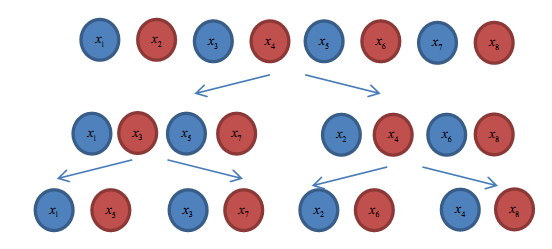 x₁ x₂ x₃ x₄ x₅ x₆ x₇ x₈
x₁ x₃ x₅ x₇ x₂ x₄ x₆ x₈
x₁ x₅ x₃ x₇ x₂ x₆ x₄ x₈